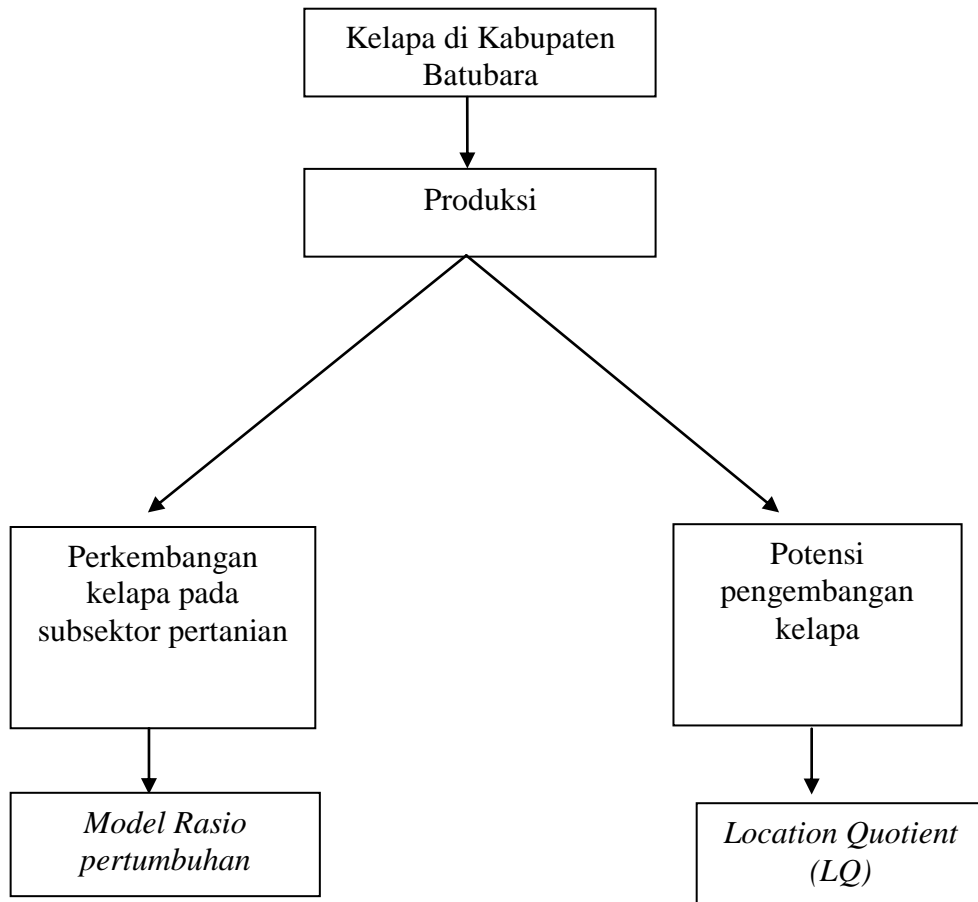 Kelapa di Kabupaten
Batubara
Produksi
Perkembangan
kelapa pada
subsektor pertanian
Potensi
pengembangan
kelapa
Model Rasio
pertumbuhan
Location Quotient
(LQ)